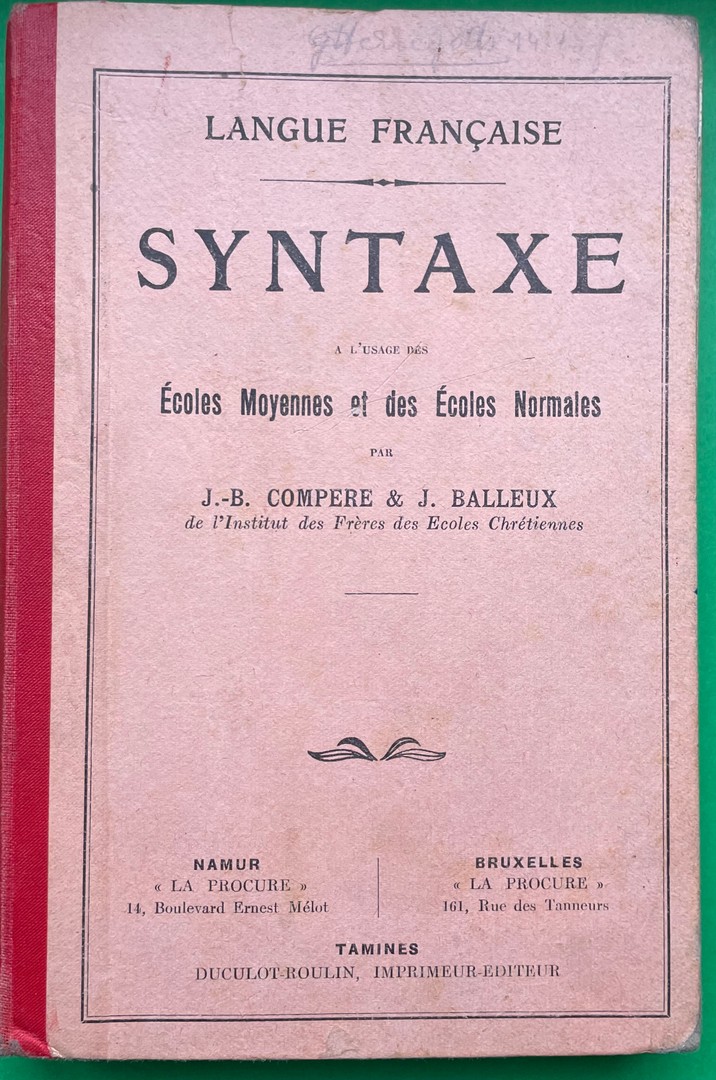 LANGUE FRANÇAISE
SYNTAXE
A L'USAGE DES
Écoles Moyennes et des Écoles Normales
PAR
J.-B. COMPERE & J. BALLEUX
de l'Institut des Frères des Ecoles Chrétiennes
NAMUR
« LA PROCURE »
14, Boulevard Ernest Mélot
BRUXELLES
« LA PROCURE »
161, Rue des Tanneurs
TAMINES
DUCULOT-ROULIN, IMPRIMEUR-EDITEUR